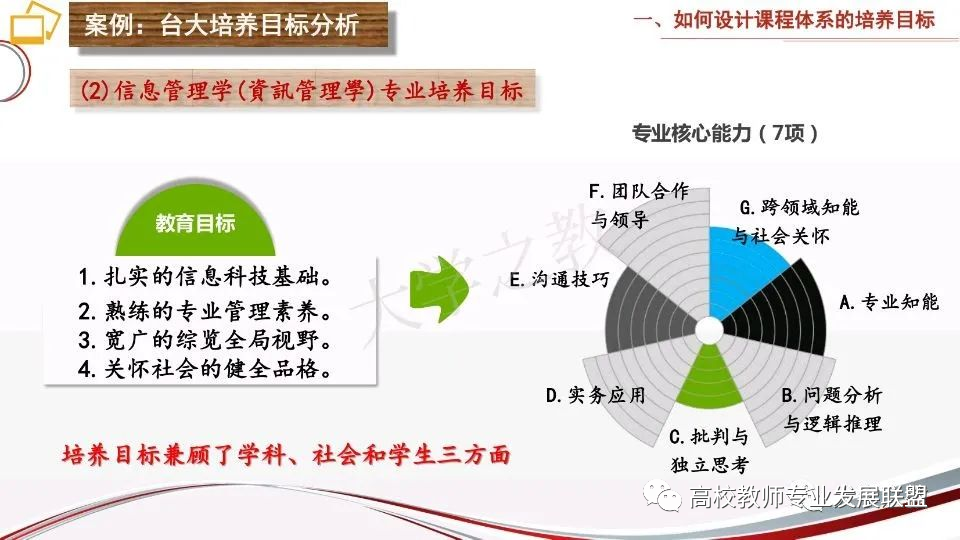 案例：台大培养目标分析
一、如何设计课程体系的培养目标
(2)信息管理学(資訊管理學)专业培养目标
专业核心能力（7项）
教育目标
1.扎实的信息科技基础。
2.熟练的专业管理素养。
3.宽广的综览全局视野。
4.关怀社会的健全品格。
F.团队合作
与领导
G.跨领域知能
与社会关怀
E.沟通技巧
A.专业知能
D.实务应用
B.问题分析
与逻辑推理
C.批判与
独立思考
大学之教
培养目标兼顾了学科、社会和学生三方面
高校教师专业发展联盟